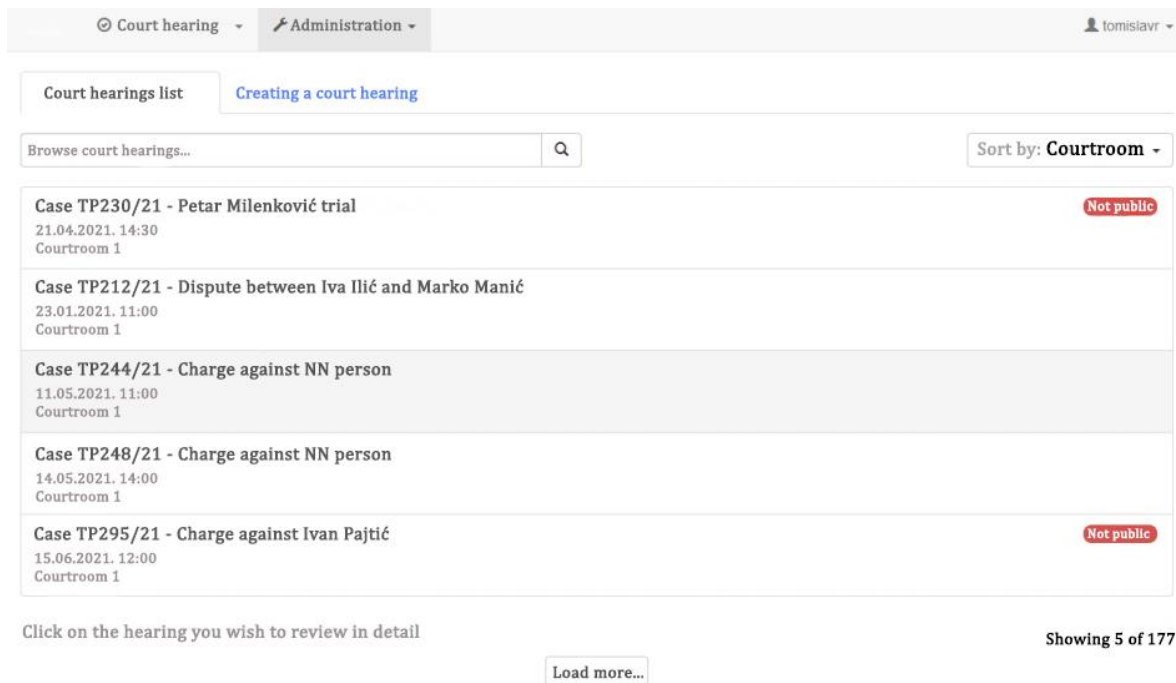 Court hearing Administration tomislavr
Court hearings list Creating a court hearing
Browse court hearings... Sort by: Courtroom
Case TP230/21 - Petar Milenković trial Not public
21.04.2021. 14:30
Courtroom 1
Case TP212/21 - Dispute between Iva Ilić and Marko Manić
23.01.2021. 11:00
Courtroom 1
Case TP244/21 - Charge against NN person
11.05.2021. 11:00
Courtroom 1
Case TP248/21 - Charge against NN person
14.05.2021. 14:00
Courtroom 1
Case TP295/21 - Charge against Ivan Pajtić Not public
15.06.2021. 12:00
Courtroom 1
Click on the hearing you wish to review in detail Showing 5 of 177
Load more...